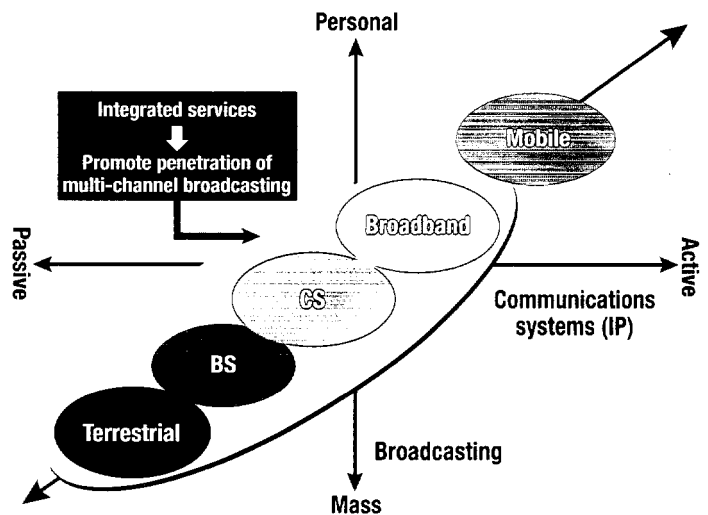 Personal
Integrated services
Promote penetration of
multi-channel broadcasting
Mobile
Broadband
Passive
Active
CS
Communications
systems (IP)
BS
Terrestrial
Broadcasting
Mass